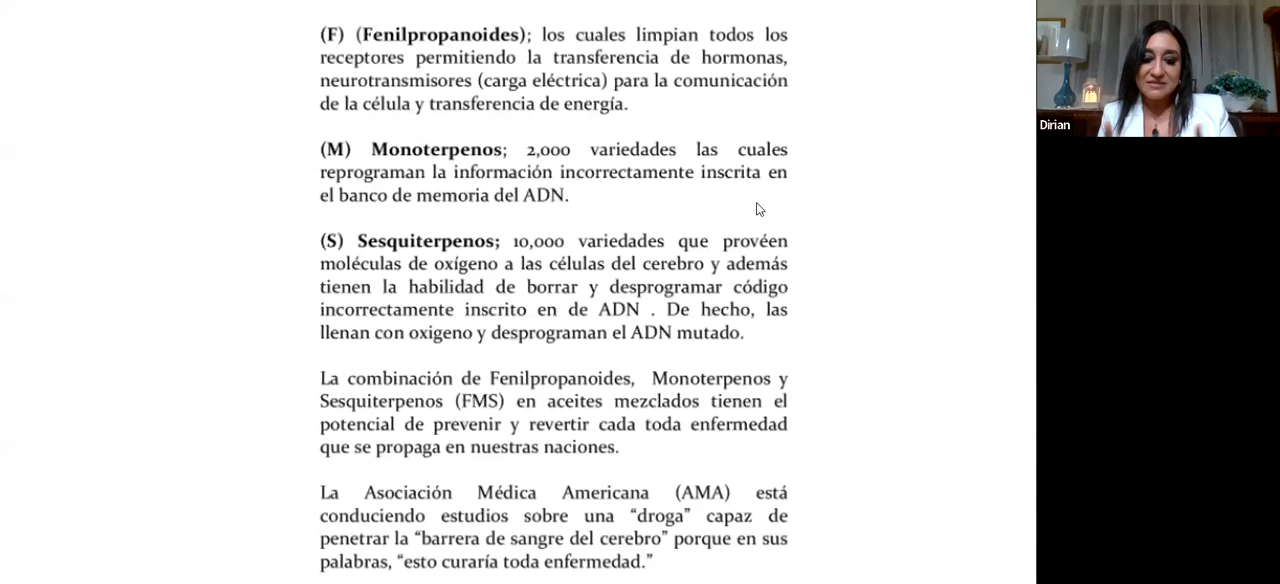 (F) (Fenilpropanoides); los cuales limpian todos los
receptores permitiendo la transferencia de hormonas,
neurotransmisores (carga eléctrica) para la comunicación
de la célula y transferencia de energía.
(M) Monoterpenos; 2,000 variedades las cuales
reprograman la información incorrectamente inscrita en
el banco de memoria del ADN.
(S) Sesquiterpenos; 10,000 variedades que provéen
moléculas de oxígeno a las células del cerebro y además
tienen la habilidad de borrar y desprogramar código
incorrectamente inscrito en de ADN . De hecho, las
llenan con oxigeno y desprograman el ADN mutado.
La combinación de Fenilpropanoides, Monoterpenos y
Sesquiterpenos (FMS) en aceites mezclados tienen el
potencial de prevenir y revertir cada toda enfermedad
que se propaga en nuestras naciones.
La Asociación Médica Americana (AMA) está
conduciendo estudios sobre una “droga” capaz de
penetrar la “barrera de sangre del cerebro” porque en sus
palabras, “esto curaría toda enfermedad.”
Dirian